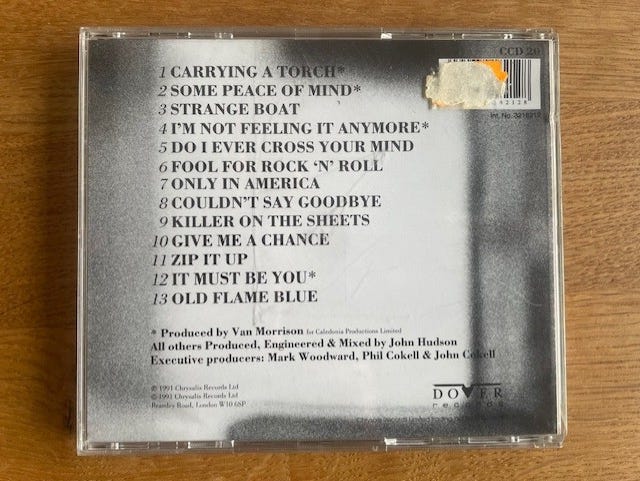 CCD 20
1 CARRYING A TORCH*
2 SOME PEACE OF MIND*
3 STRANGE BOAT
4 I'M NOT FEELING IT ANYMORE*
5 DO I EVER CROSS YOUR MIND
6 FOOL FOR ROCK 'N' ROLL
7 ONLY IN AMERICA
8 COULDN'T SAY GOODBYE
9 KILLER ON THE SHEETS
10 GIVE ME A CHANCE
11 ZIP IT UP
12 IT MUST BE YOU*
13 OLD FLAME BLUE
* Produced by Van Morrison for Caledonia Productions Limited
All others Produced, Engineered & Mixed by John Hudson
Executive producers: Mark Woodward, Phil Cokell & John Cokell
℗ 1991 Chrysalis Records Ltd
© 1991 Chrysalis Records Ltd
Bramley Road, London W10 6SP
DOVER
records